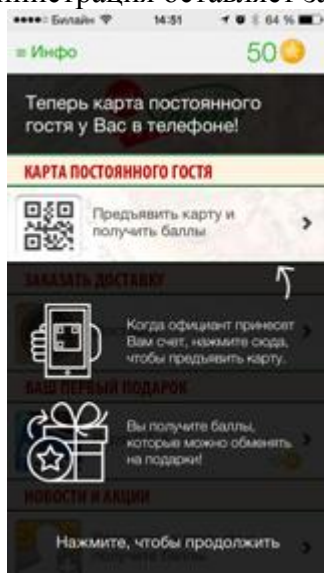 Билайн 14:51 64 %
Инфо 50
Теперь карта постоянного
гостя у Вас в телефоне!
КАРТА ПОСТОЯННОГО ГОСТЯ
Предъявить карту и
получить баллы
ЗАКАЗАТЬ ДОСТАВКУ
Когда официант принесет
Вам счет, нажмите сюда,
чтобы предъявить карту.
ВАШ ПЕРВЫЙ ПОДАРОК
Вы получите баллы,
которые можно обменять
на подарки!
НОВОСТИ И АКЦИИ
Нажмите, чтобы продолжить
получите баллы